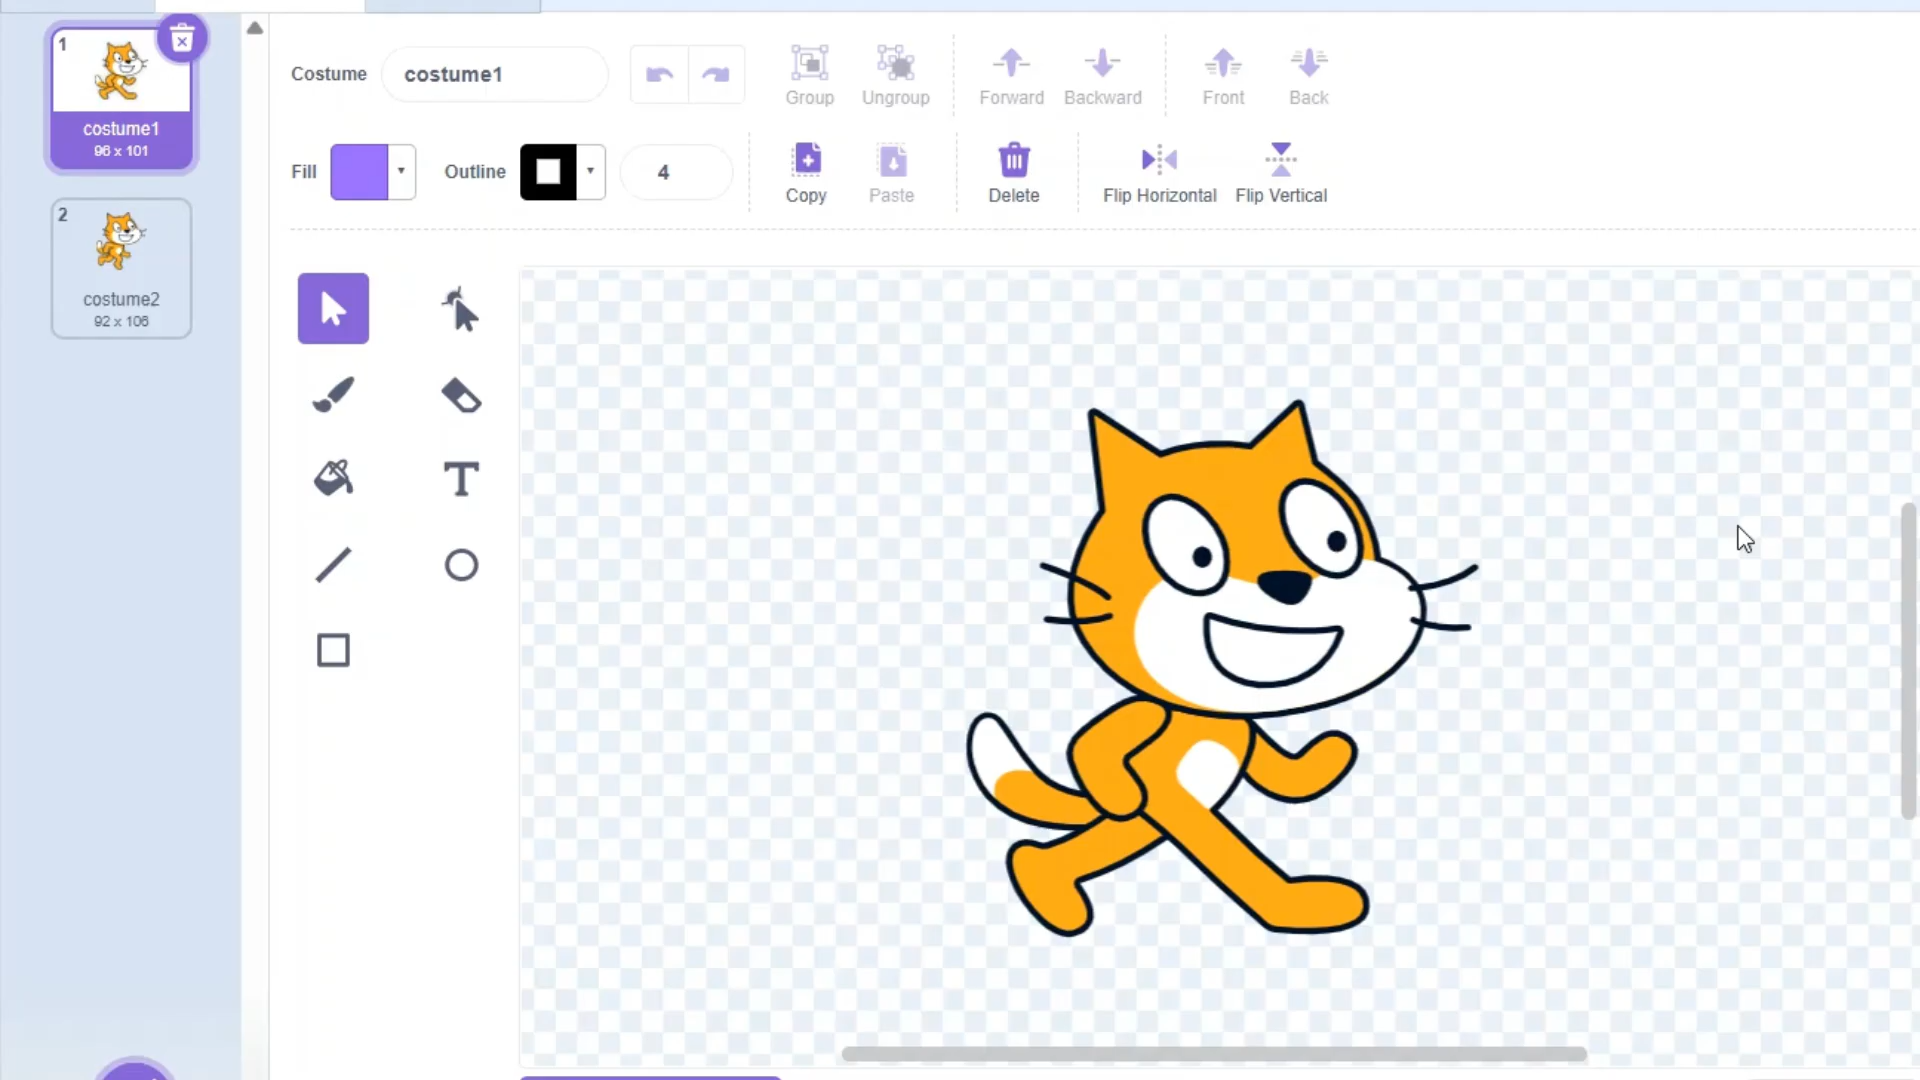 1
costume1
96 x 101
2
costume2
92 x 106
Costume
costume1
Group
Ungroup
Forward
Backward
Front
Back
Fill
Outline
4
Copy
Paste
Delete
Flip Horizontal
Flip Vertical
T